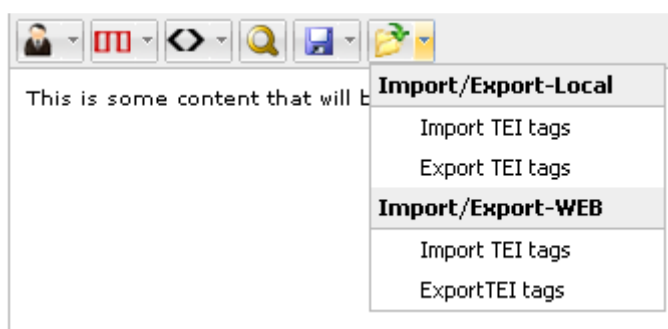 Import/Export-Local
This is some content that will
Import TEI tags
Export TEI tags
Import/Export-WEB
Import TEI tags
ExportTEI tags